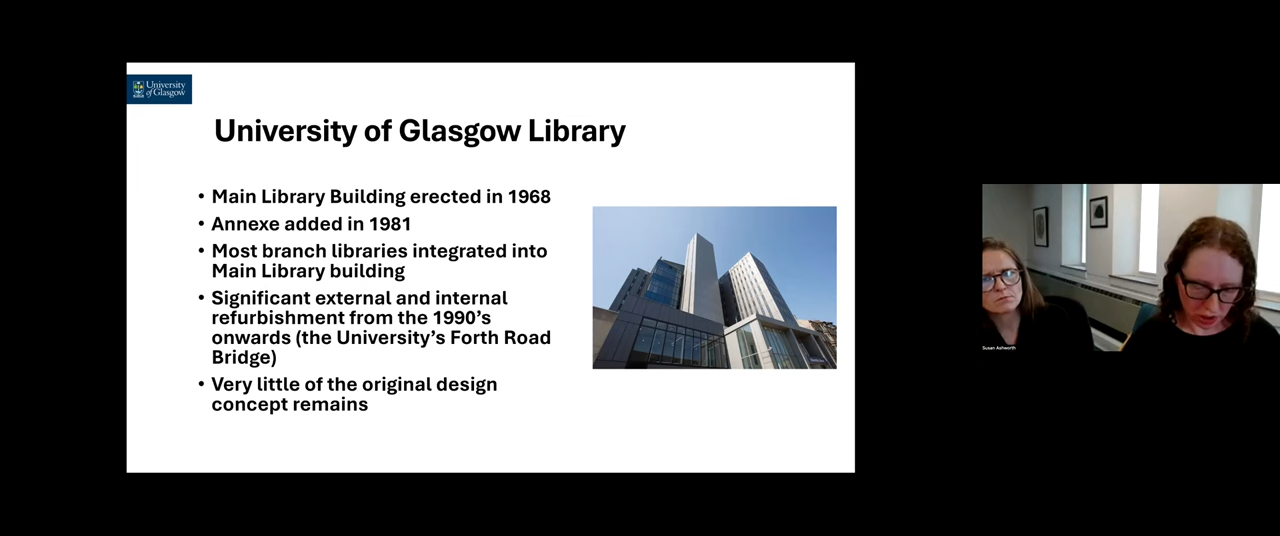 University
of Glasgow
University of Glasgow Library
• Main Library Building erected in 1968
• Annexe added in 1981
• Most branch libraries integrated into
Main Library building
• Significant external and internal
refurbishment from the 1990’s
onwards (the University’s Forth Road
Bridge)
• Very little of the original design
concept remains
Susan Ashworth